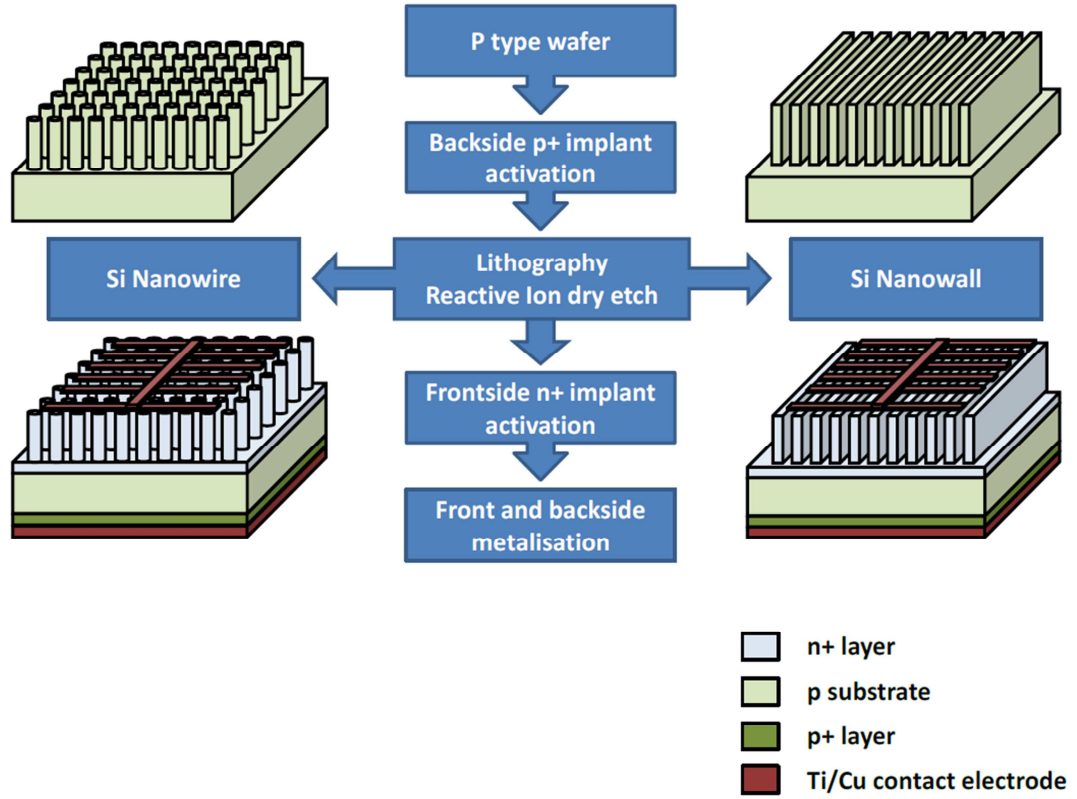 P type wafer
Backside p+ implant
activation
Lithography
Reactive Ion dry etch
Si Nanowire
Si Nanowall
Frontside n+ implant
activation
Front and backside
metalisation
n+ layer
p substrate
p+ layer
Ti/Cu contact electrode